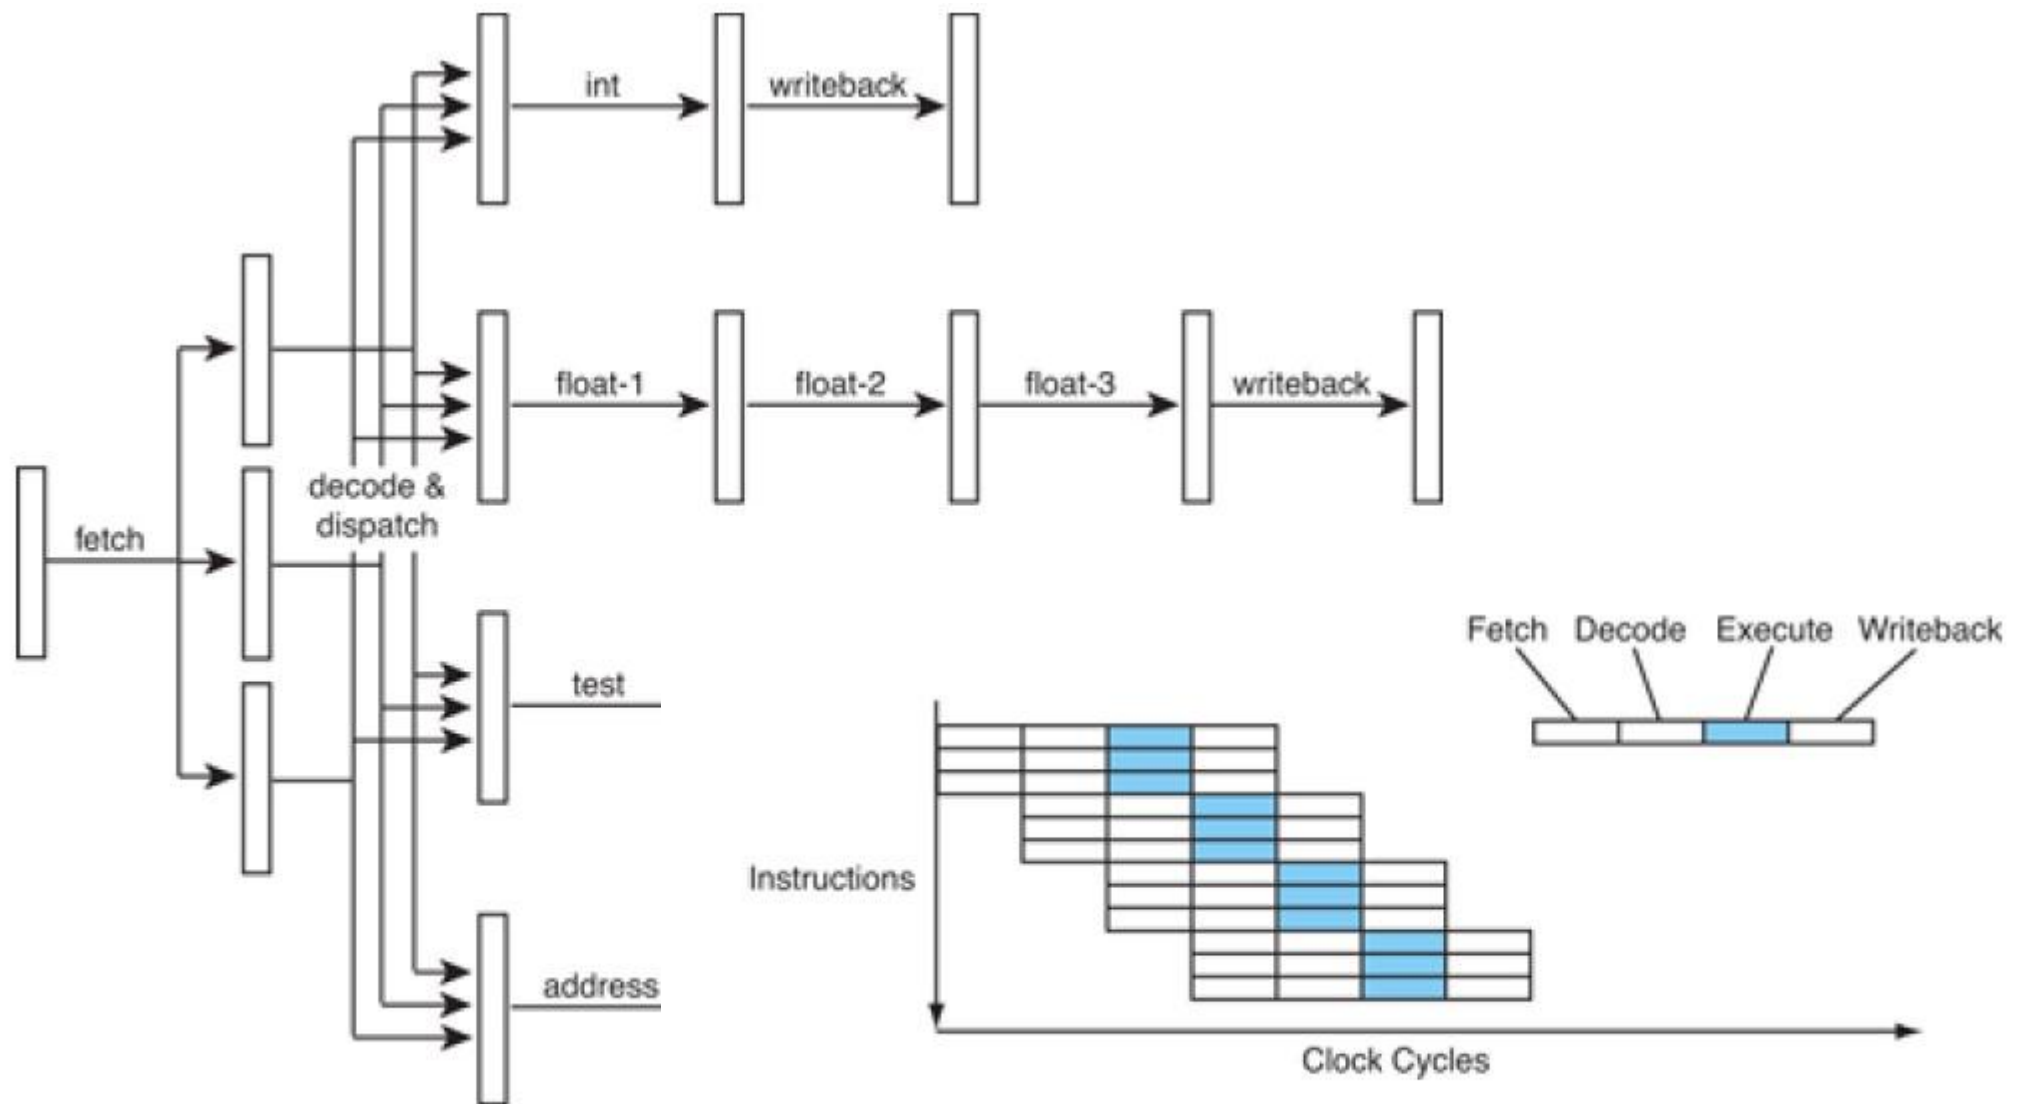 int
writeback
float-1
float-2
float-3
writeback
decode &
dispatch
fetch
test
address
Fetch
Decode
Execute
Writeback
Instructions
Clock Cycles